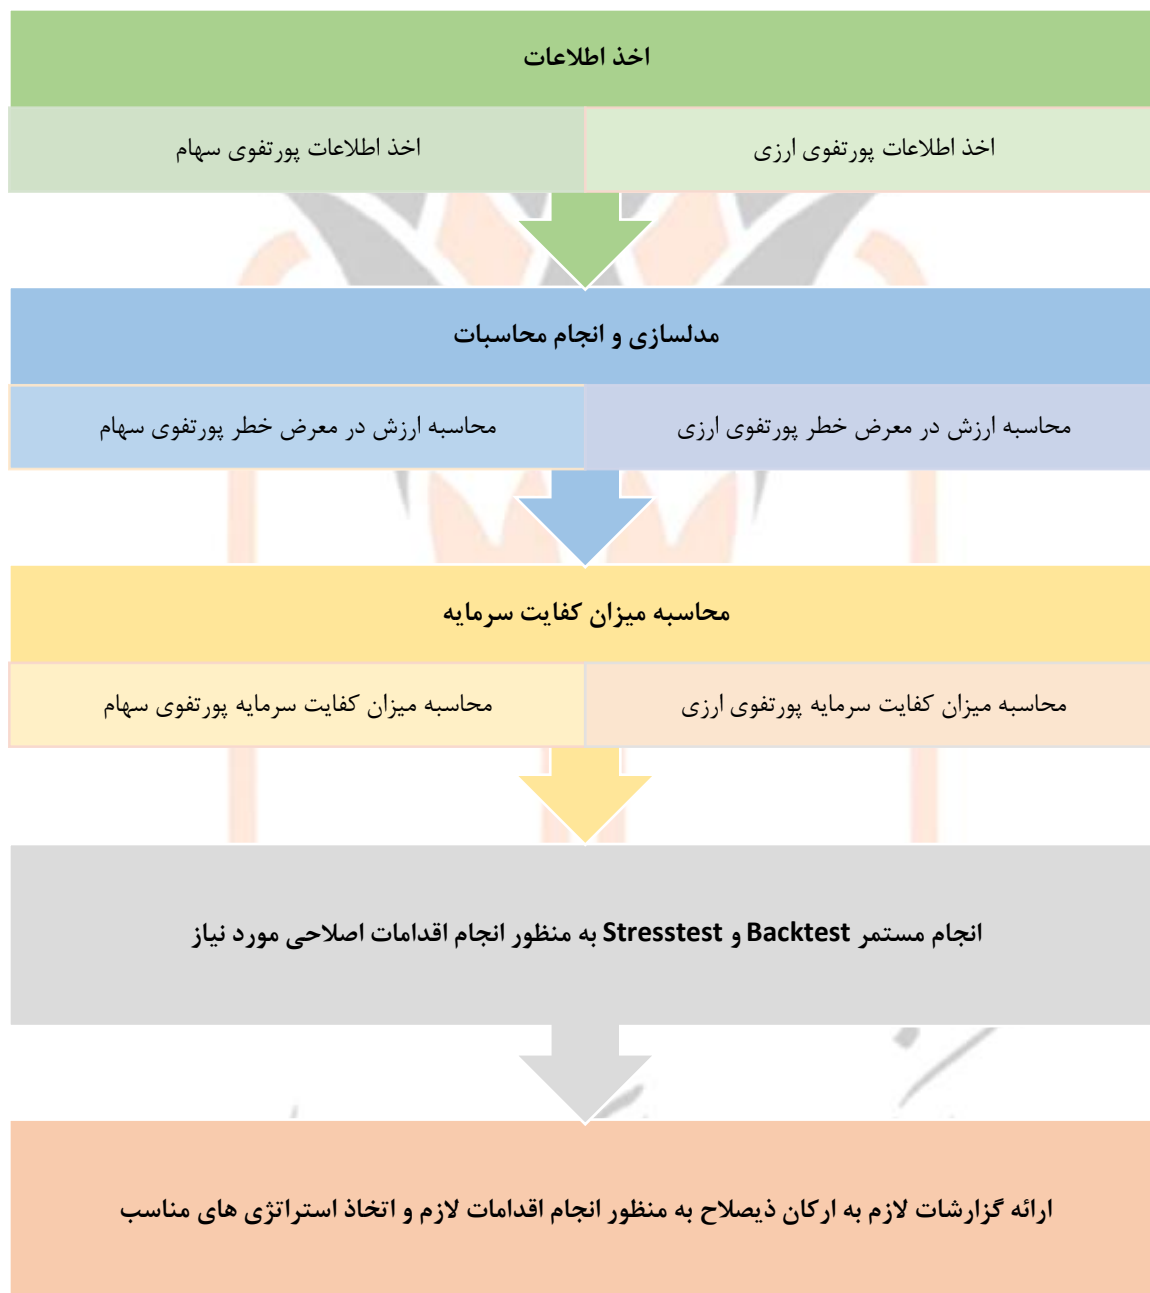 اخذ اطلاعات
اخذ اطلاعات پورتفوی ارزی
اخذ اطلاعات پورتفوی سهام
مدلسازی و انجام محاسبات
محاسبه ارزش در معرض خطر پورتفوی ارزی
محاسبه ارزش در معرض خطر پورتفوی سهام
محاسبه میزان کفایت سرمایه
محاسبه میزان کفایت سرمایه پورتفوی ارزی
محاسبه میزان کفایت سرمایه پورتفوی سهام
انجام مستمر Backtest و Stresstest به منظور انجام اقدامات اصلاحی مورد نیاز
ارائه گزارشات لازم به ارکان ذیصلاح به منظور انجام اقدامات لازم و اتخاذ استراتژی های مناسب